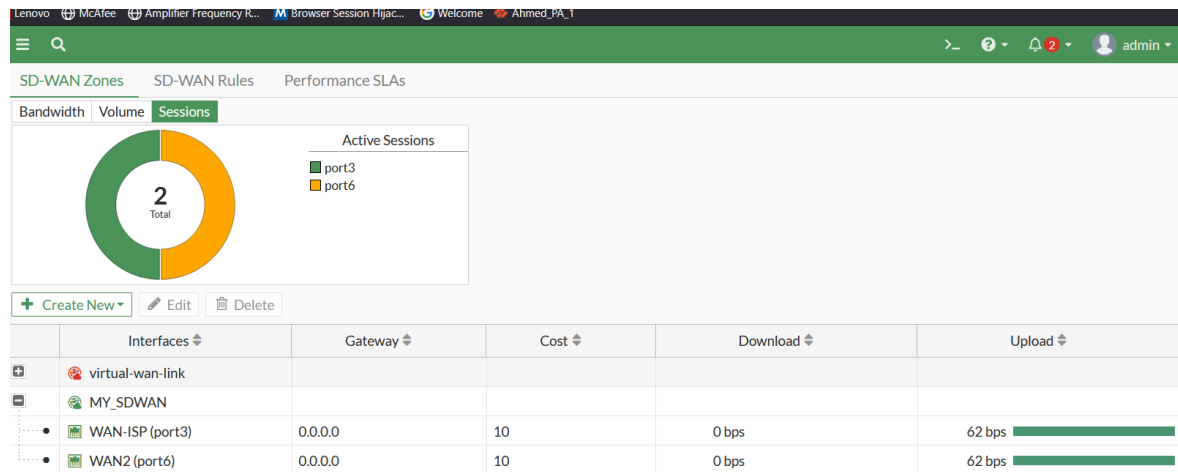 Lenovo McAfee Amplifier Frequency R... M Browser Session Hijac... G Welcome Ahmed_PA_1
>_ ? 2 admin
SD-WAN Zones SD-WAN Rules Performance SLAs
Bandwidth Volume Sessions
Active Sessions
port3
port6
2
Total
+ Create New Edit Delete
Interfaces Gateway Cost Download Upload
virtual-wan-link
MY_SDWAN
WAN-ISP (port3) 0.0.0.0 10 0 bps 62 bps
WAN2 (port6) 0.0.0.0 10 0 bps 62 bps